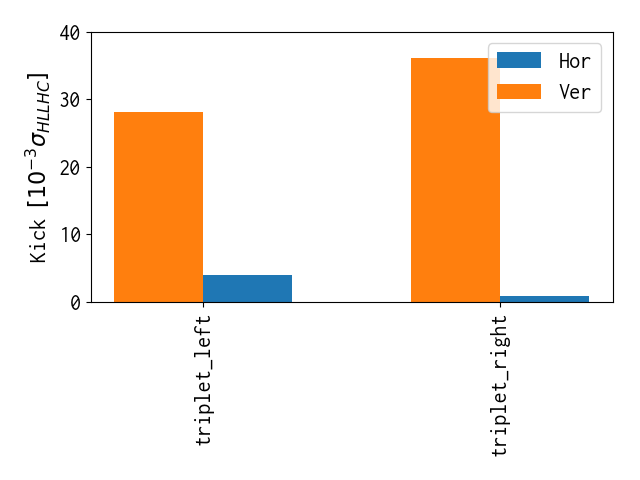 Kick [10⁻³σ_HLLHC]
40
30
20
10
0
Hor
Ver
triplet_left
triplet_right